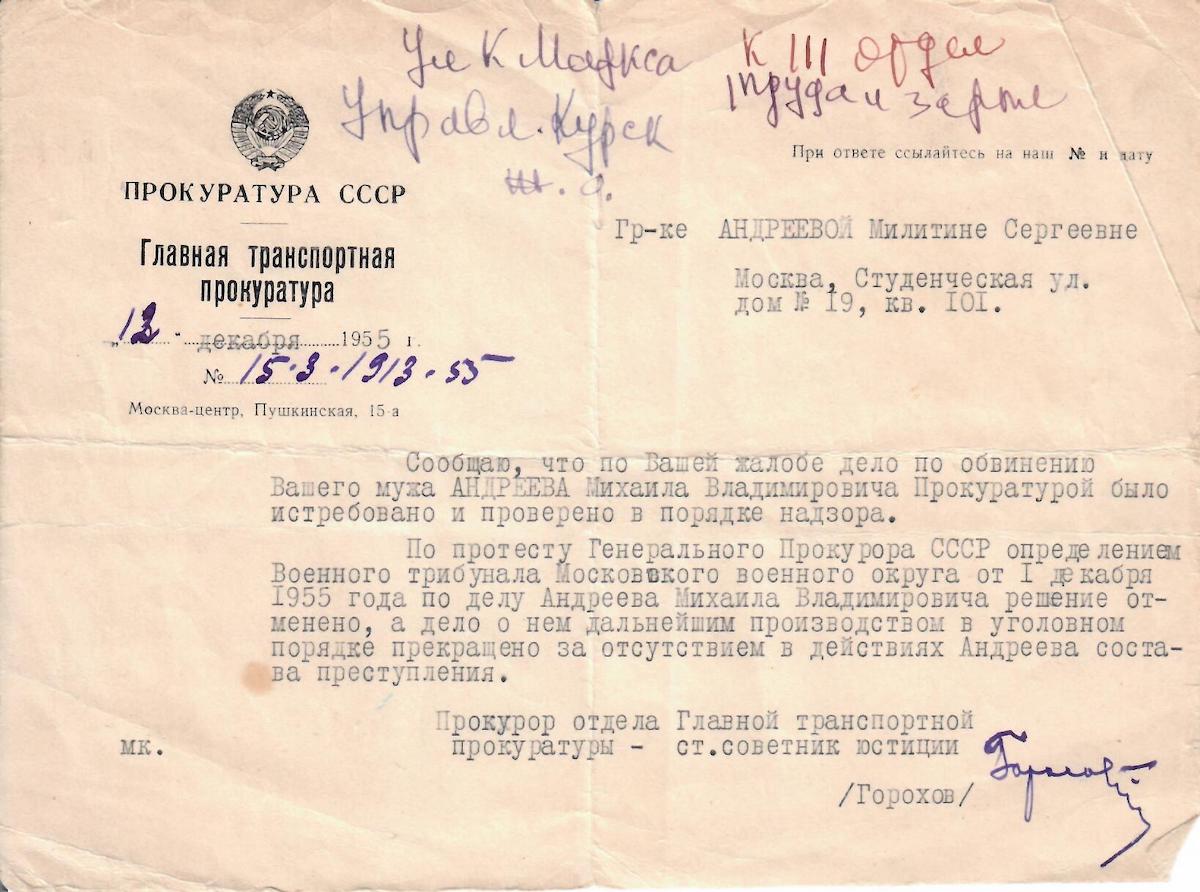 Ул К Маркса
Управл. Курск
ж. д.
К III отдел
труда и зарпл
При ответе ссылайтесь на наш № и дату
ПРОКУРАТУРА СССР
Главная транспортная
прокуратура
„12" декабря 1955 г.
№ 15-3-1913-55
Москва-центр, Пушкинская, 15-а
Гр-ке АНДРЕЕВОЙ Милитине Сергеевне
Москва, Студенческая ул.
дом № 19, кв. 101.
Сообщаю, что по Вашей жалобе дело по обвинению
Вашего мужа АНДРЕЕВА Михаила Владимировича Прокуратурой было
истребовано и проверено в порядке надзора.
По протесту Генерального Прокурора СССР определением
Военного трибунала Московского военного округа от I декабря
1955 года по делу Андреева Михаила Владимировича решение от-
менено, а дело о нем дальнейшим производством в уголовном
порядке прекращено за отсутствием в действиях Андреева соста-
ва преступления.
Прокурор отдела Главной транспортной
прокуратуры - ст.советник юстиции
мк.
/Горохов/